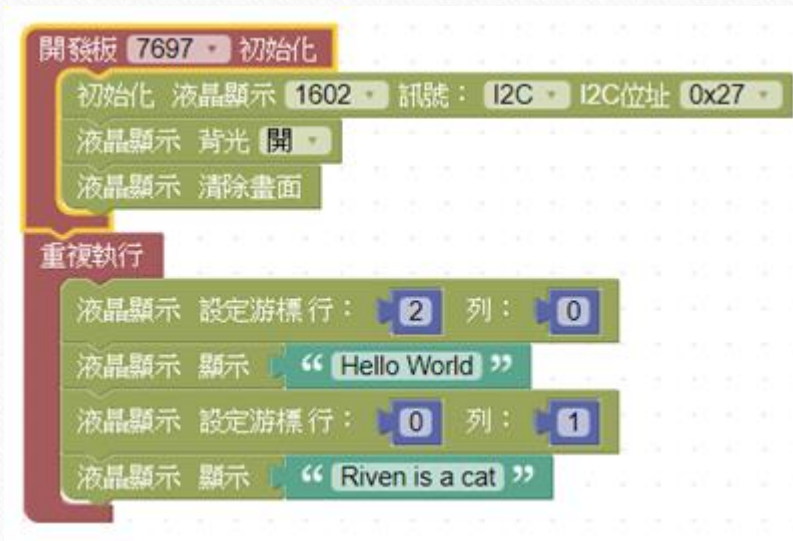 開發板 7697 初始化
初始化 液晶顯示 1602 訊號： I2C I2C位址 0x27
液晶顯示 背光 開
液晶顯示 清除畫面
重複執行
液晶顯示 設定游標 行： 2 列： 0
液晶顯示 顯示 “ Hello World ”
液晶顯示 設定游標 行： 0 列： 1
液晶顯示 顯示 “ Riven is a cat ”